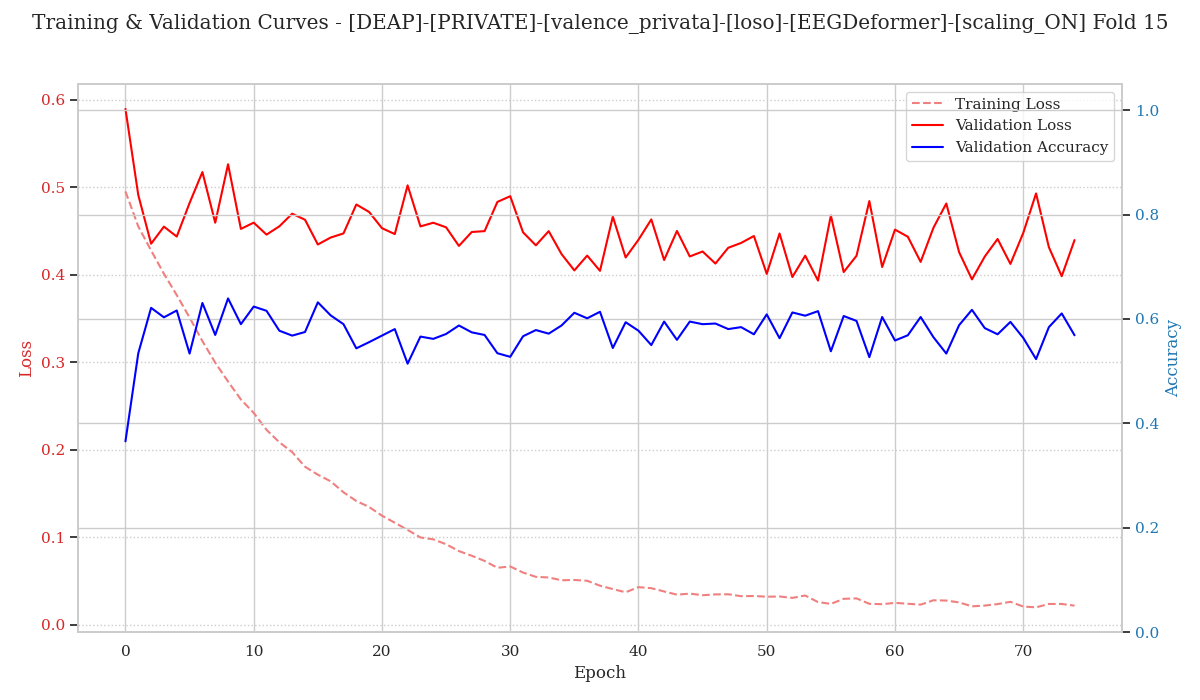 Training & Validation Curves - [DEAP]-[PRIVATE]-[valence_privata]-[loso]-[EEGDeformer]-[scaling_ON] Fold 15
Training Loss
Validation Loss
Validation Accuracy
Loss
0.6
0.5
0.4
0.3
0.2
0.1
0.0
1.0
0.8
0.6
0.4
0.2
0.0
Accuracy
0 10 20 30 40 50 60 70
Epoch